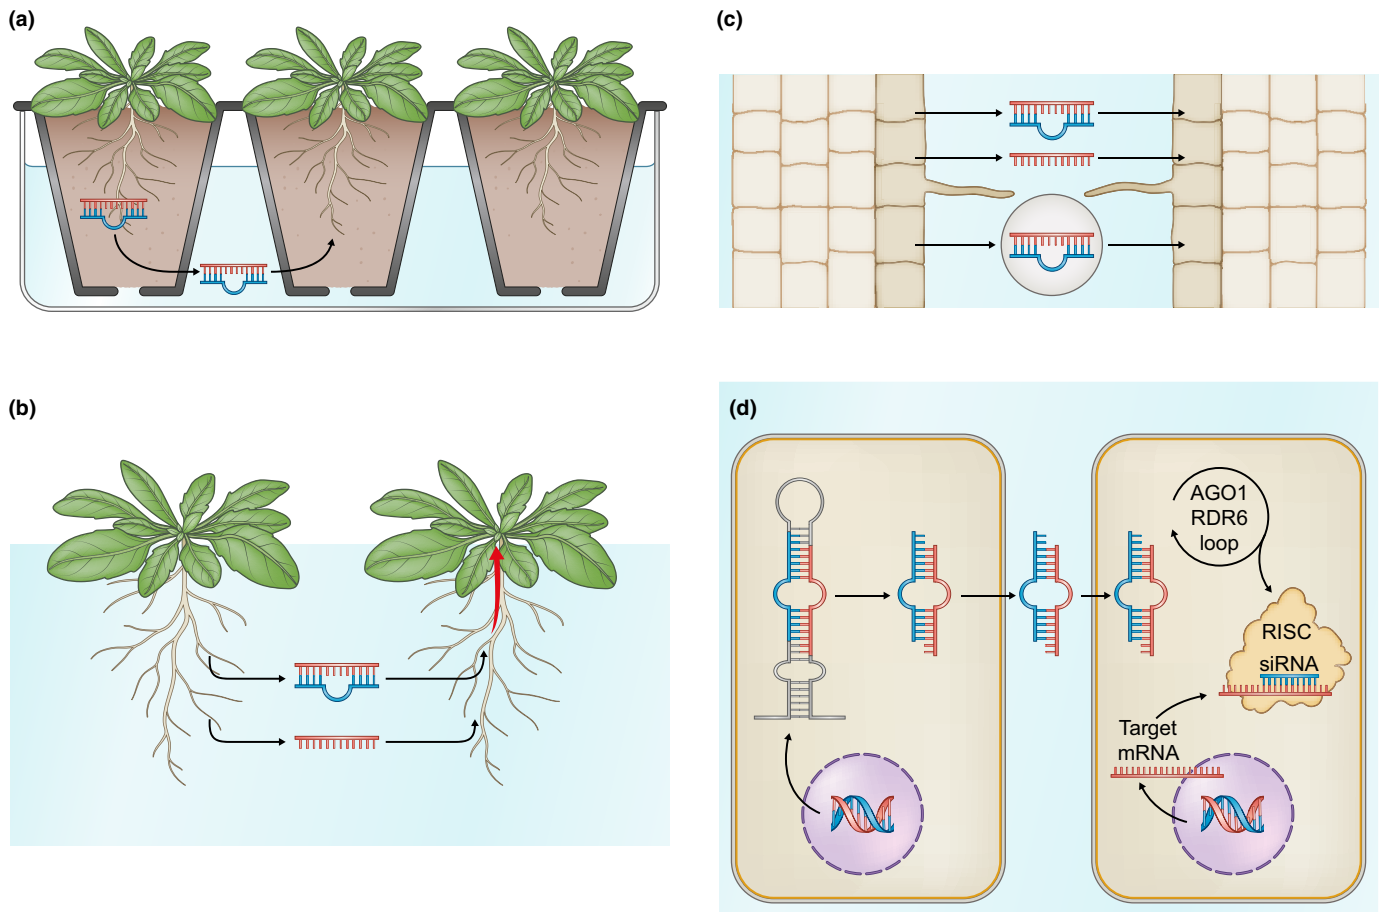 (a)
(b)
(c)
(d)
AGO1
RDR6
loop
RISC
siRNA
Target
mRNA